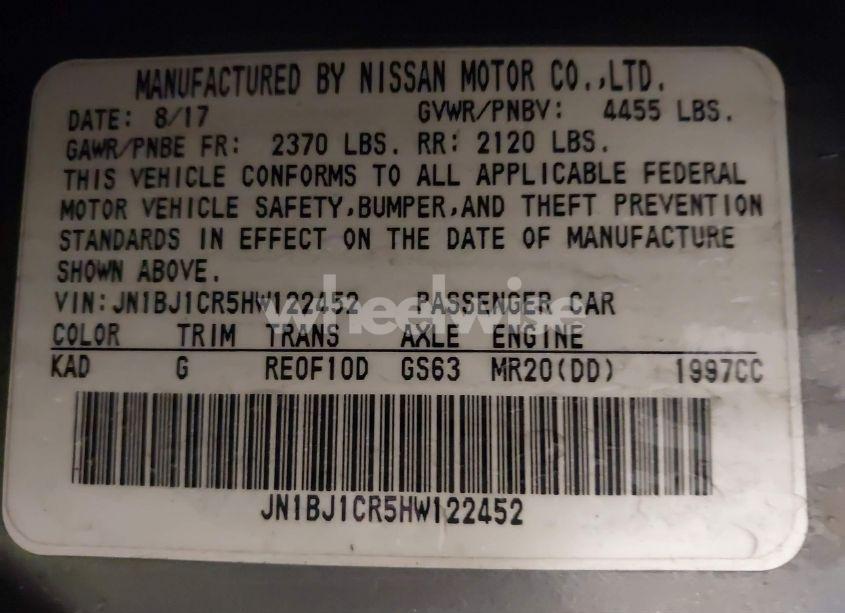 MANUFACTURED BY NISSAN MOTOR CO.,LTD.
DATE: 8/17 GVWR/PNBV: 4455 LBS.
GAWR/PNBE FR: 2370 LBS. RR: 2120 LBS.
THIS VEHICLE CONFORMS TO ALL APPLICABLE FEDERAL
MOTOR VEHICLE SAFETY,BUMPER,AND THEFT PREVENTION
STANDARDS IN EFFECT ON THE DATE OF MANUFACTURE
SHOWN ABOVE.
VIN:JN1BJ1CR5HW122452 PASSENGER CAR
wheelwise
COLOR TRIM TRANS AXLE ENGINE
KAD G RE0F10D GS63 MR20(DD) 1997CC
JN1BJ1CR5HW122452